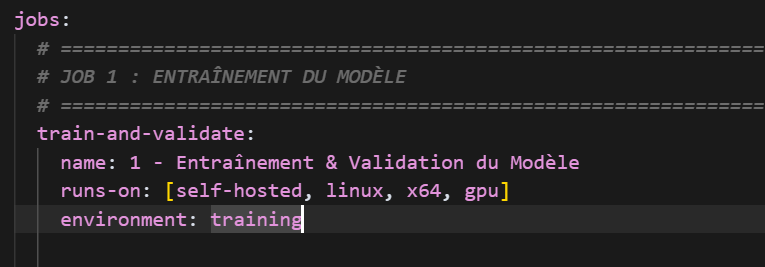 jobs:
# =============================================================
# JOB 1 : ENTRAÎNEMENT DU MODÈLE
# =============================================================
train-and-validate:
name: 1 - Entraînement & Validation du Modèle
runs-on: [self-hosted, linux, x64, gpu]
environment: training